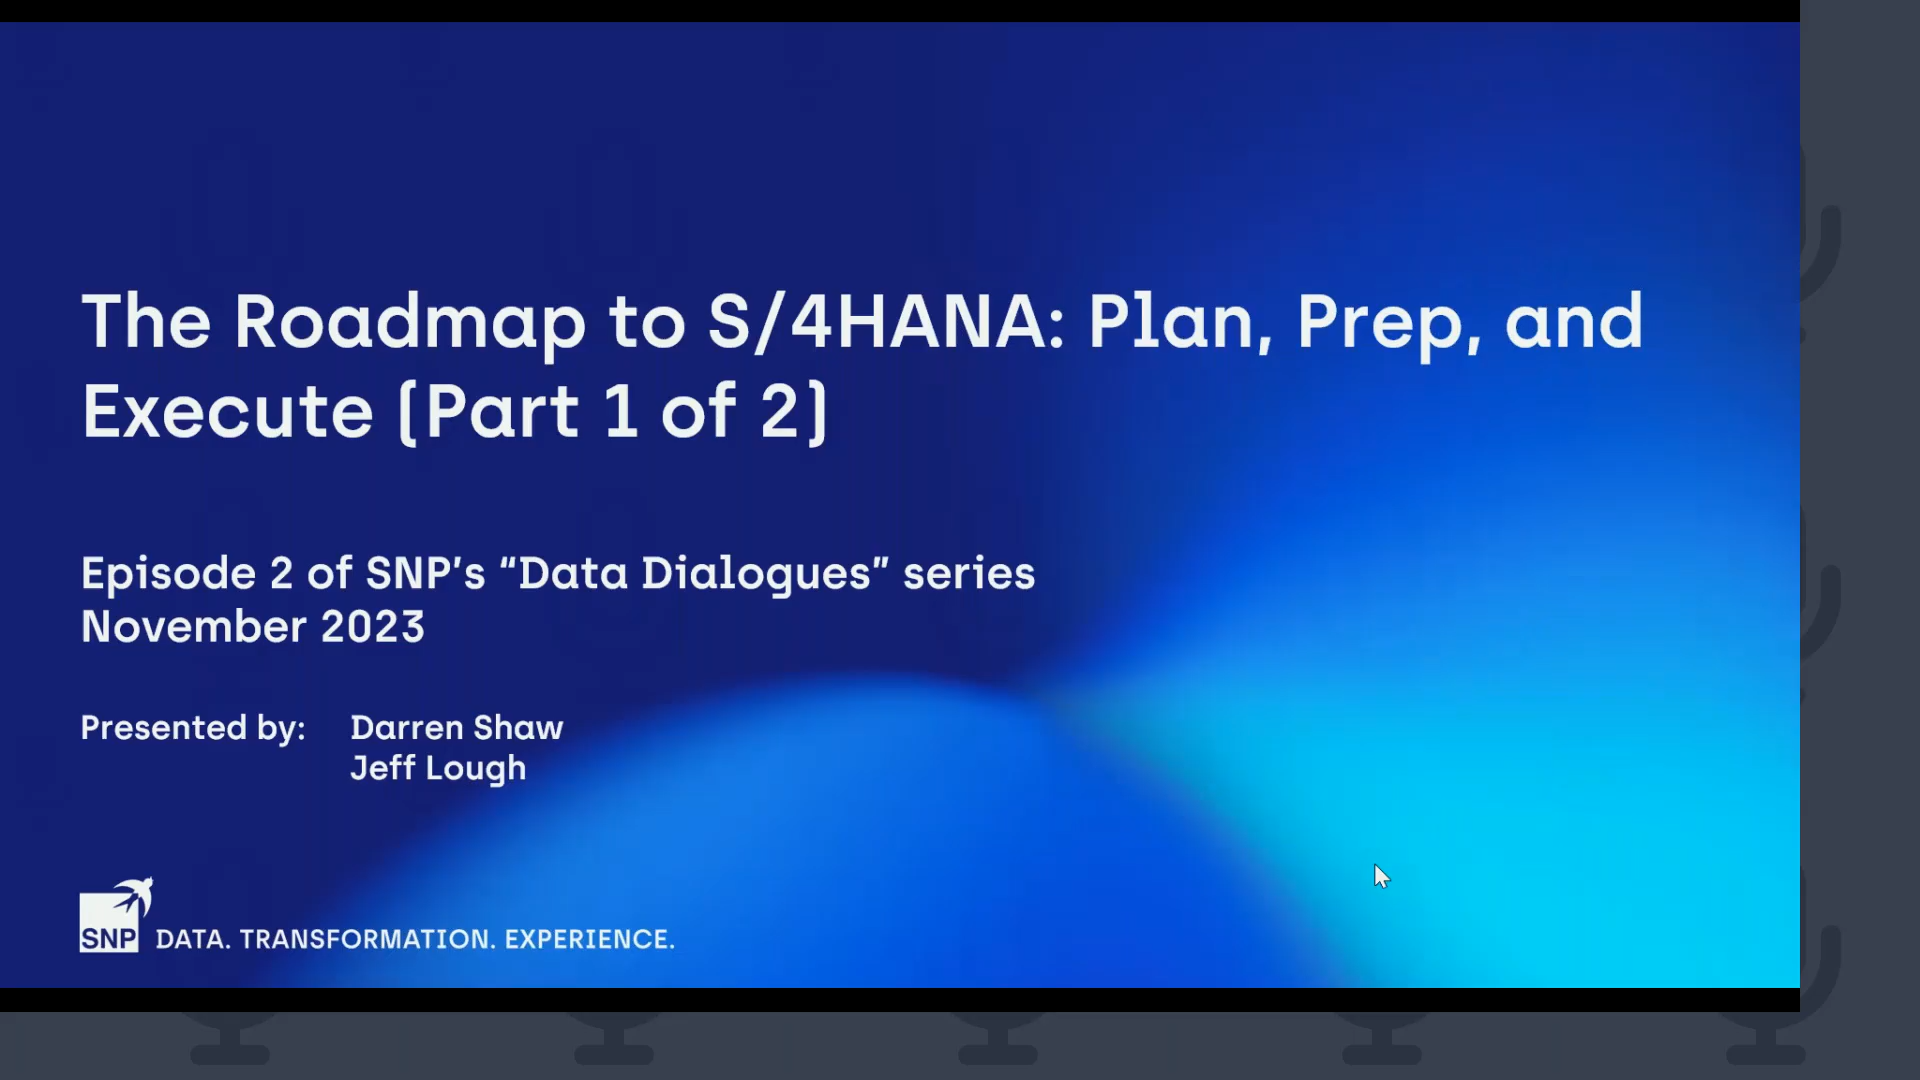 The Roadmap to S/4HANA: Plan, Prep, and
Execute (Part 1 of 2)
Episode 2 of SNP’s “Data Dialogues” series
November 2023
Presented by: Darren Shaw
Jeff Lough
SNP DATA. TRANSFORMATION. EXPERIENCE.